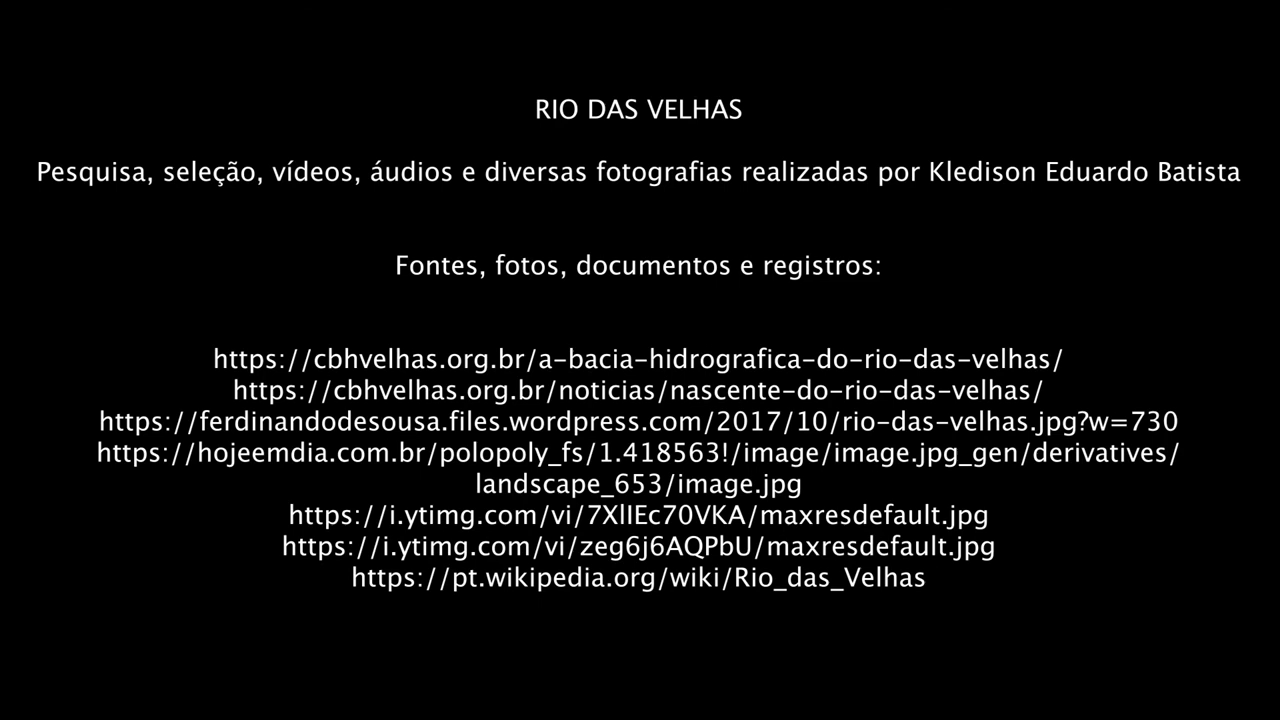 RIO DAS VELHAS
Pesquisa, seleção, vídeos, áudios e diversas fotografias realizadas por Kledison Eduardo Batista
Fontes, fotos, documentos e registros:
https://cbhvelhas.org.br/a-bacia-hidrografica-do-rio-das-velhas/
https://cbhvelhas.org.br/noticias/nascente-do-rio-das-velhas/
https://ferdinandodesousa.files.wordpress.com/2017/10/rio-das-velhas.jpg?w=730
https://hojeemdia.com.br/polopoly_fs/1.418563!/image/image.jpg_gen/derivatives/
landscape_653/image.jpg
https://i.ytimg.com/vi/7XlIEc70VKA/maxresdefault.jpg
https://i.ytimg.com/vi/zeg6j6AQPbU/maxresdefault.jpg
https://pt.wikipedia.org/wiki/Rio_das_Velhas